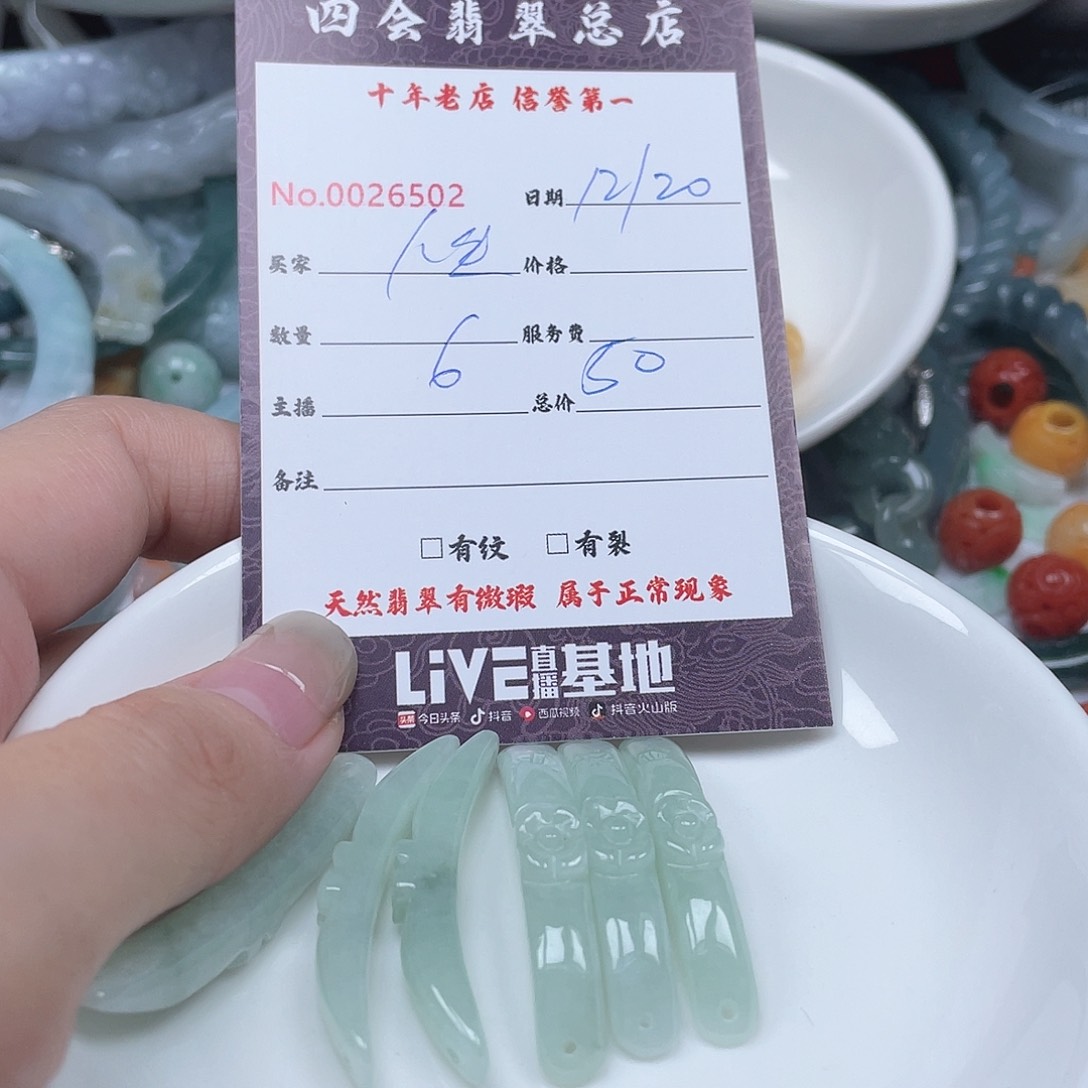 四会翡翠总店
十年老店 信誉第一
No.0026502 日期 12/20
买家 价格
数量 6 服务费 50
主播 总价
备注
□有纹 □有裂
天然翡翠有微瑕 属于正常现象
LiVE直播基地
头条 今日头条 抖音 西瓜视频 抖音火山版